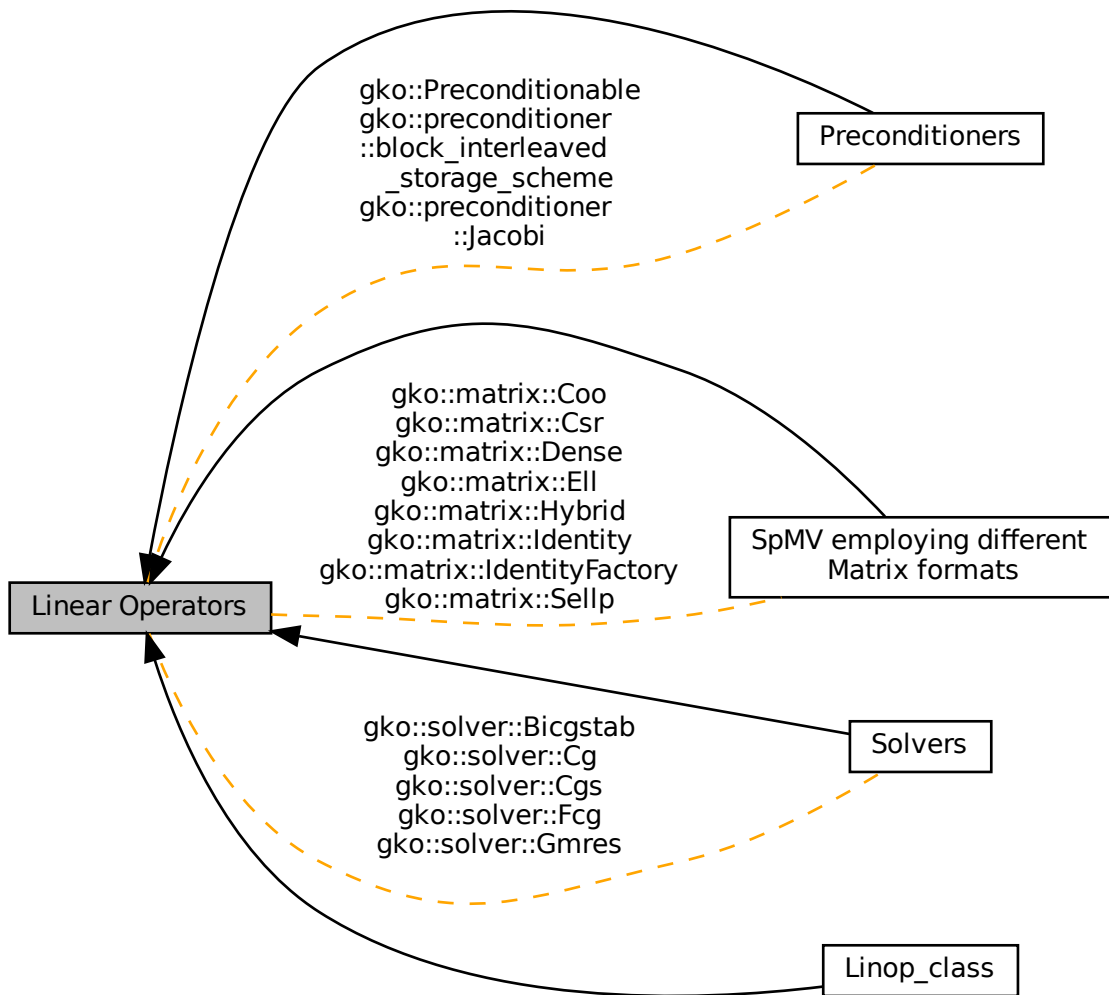 gko::Preconditionable
gko::preconditioner
::block_interleaved
_storage_scheme
gko::preconditioner
::Jacobi
Preconditioners
gko::matrix::Coo
gko::matrix::Csr
gko::matrix::Dense
gko::matrix::Ell
gko::matrix::Hybrid
gko::matrix::Identity
gko::matrix::IdentityFactory
gko::matrix::Sellp
SpMV employing different
Matrix formats
Linear Operators
gko::solver::Bicgstab
gko::solver::Cg
gko::solver::Cgs
gko::solver::Fcg
gko::solver::Gmres
Solvers
Linop_class